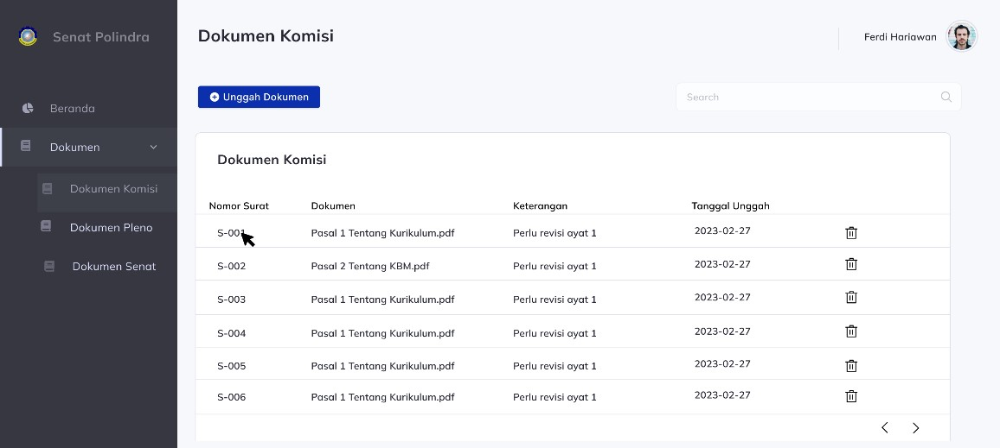 Senat Polindra
Dokumen Komisi
Ferdi Hariawan
Unggah Dokumen
Search
Beranda
Dokumen
Dokumen Komisi
Dokumen Pleno
Dokumen Senat
Dokumen Komisi
Nomor Surat Dokumen Keterangan Tanggal Unggah
S-001 Pasal 1 Tentang Kurikulum.pdf Perlu revisi ayat 1 2023-02-27
S-002 Pasal 2 Tentang KBM.pdf Perlu revisi ayat 1 2023-02-27
S-003 Pasal 1 Tentang Kurikulum.pdf Perlu revisi ayat 1 2023-02-27
S-004 Pasal 1 Tentang Kurikulum.pdf Perlu revisi ayat 1 2023-02-27
S-005 Pasal 1 Tentang Kurikulum.pdf Perlu revisi ayat 1 2023-02-27
S-006 Pasal 1 Tentang Kurikulum.pdf Perlu revisi ayat 1 2023-02-27